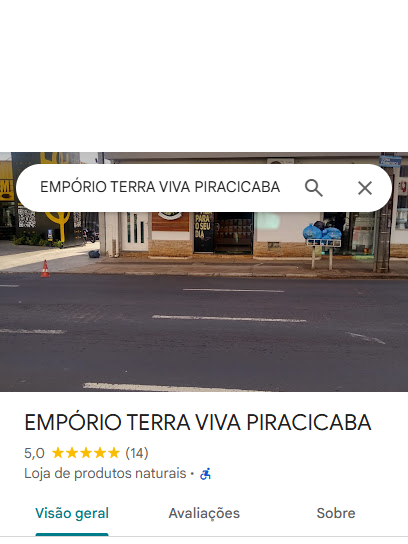 EMPÓRIO TERRA VIVA PIRACICABA
PARA
O SEU
DIA
EMPÓRIO TERRA VIVA PIRACICABA
5,0 (14)
Loja de produtos naturais •
Visão geral
Avaliações
Sobre